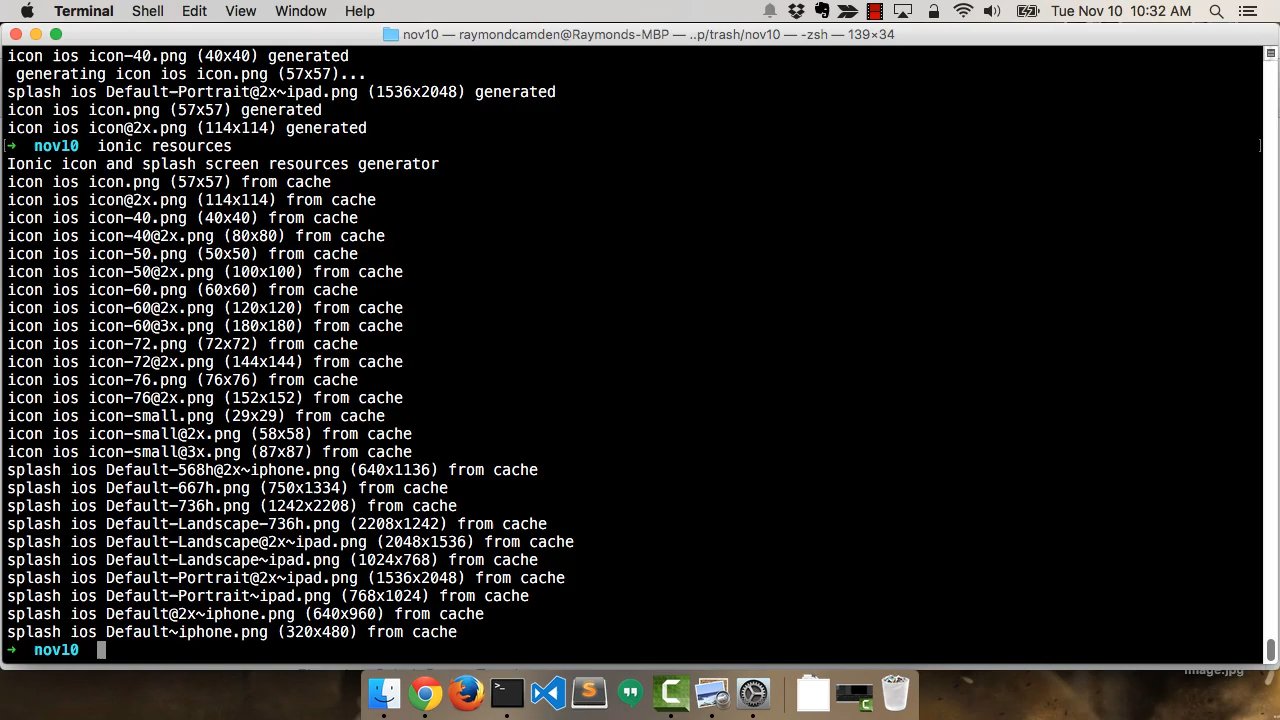 Terminal Shell Edit View Window Help Tue Nov 10 10:32 AM
nov10 — raymondcamden@Raymonds-MBP — ..p/trash/nov10 — -zsh — 139×34
icon ios icon-40.png (40x40) generated
generating icon ios icon.png (57x57)...
splash ios Default-Portrait@2x~ipad.png (1536x2048) generated
icon ios icon.png (57x57) generated
icon ios icon@2x.png (114x114) generated
[→ nov10 ionic resources ]
Ionic icon and splash screen resources generator
icon ios icon.png (57x57) from cache
icon ios icon@2x.png (114x114) from cache
icon ios icon-40.png (40x40) from cache
icon ios icon-40@2x.png (80x80) from cache
icon ios icon-50.png (50x50) from cache
icon ios icon-50@2x.png (100x100) from cache
icon ios icon-60.png (60x60) from cache
icon ios icon-60@2x.png (120x120) from cache
icon ios icon-60@3x.png (180x180) from cache
icon ios icon-72.png (72x72) from cache
icon ios icon-72@2x.png (144x144) from cache
icon ios icon-76.png (76x76) from cache
icon ios icon-76@2x.png (152x152) from cache
icon ios icon-small.png (29x29) from cache
icon ios icon-small@2x.png (58x58) from cache
icon ios icon-small@3x.png (87x87) from cache
splash ios Default-568h@2x~iphone.png (640x1136) from cache
splash ios Default-667h.png (750x1334) from cache
splash ios Default-736h.png (1242x2208) from cache
splash ios Default-Landscape-736h.png (2208x1242) from cache
splash ios Default-Landscape@2x~ipad.png (2048x1536) from cache
splash ios Default-Landscape~ipad.png (1024x768) from cache
splash ios Default-Portrait@2x~ipad.png (1536x2048) from cache
splash ios Default-Portrait~ipad.png (768x1024) from cache
splash ios Default@2x~iphone.png (640x960) from cache
splash ios Default~iphone.png (320x480) from cache
→ nov10
image.jpg